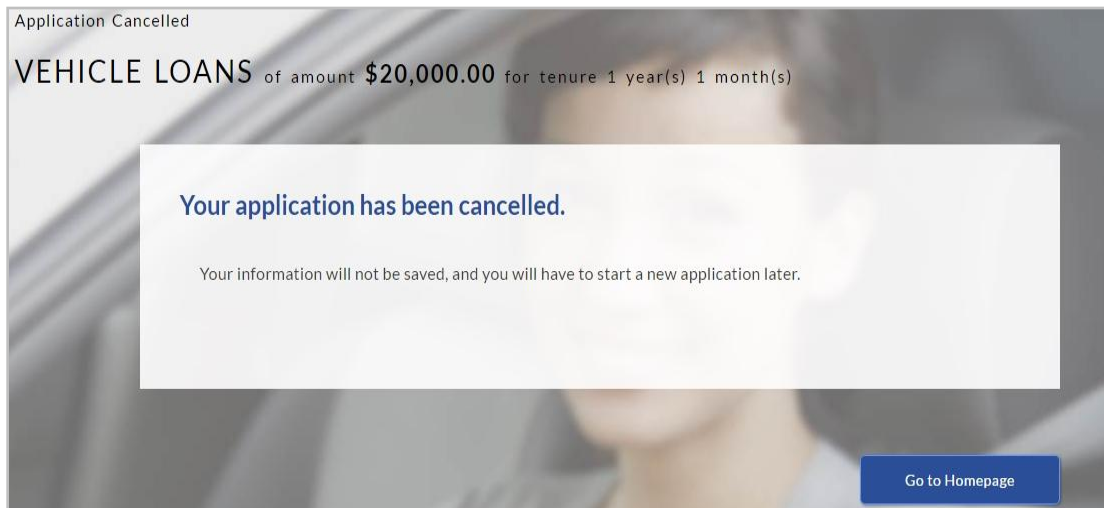 Application Cancelled
VEHICLE LOANS of amount $20,000.00 for tenure 1 year(s) 1 month(s)
Your application has been cancelled.
Your information will not be saved, and you will have to start a new application later.
Go to Homepage